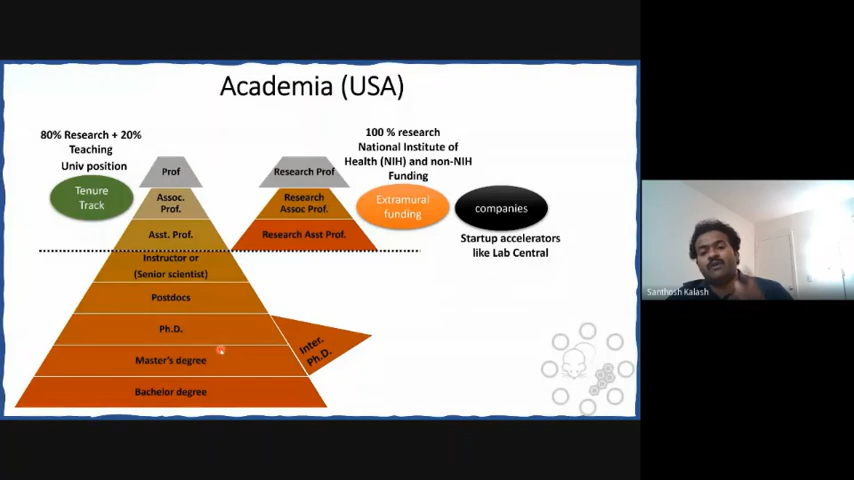 Academia (USA)
80% Research + 20%
Teaching
Univ position
Tenure
Track
Prof
Assoc.
Prof.
Asst. Prof.
Instructor or
(Senior scientist)
Postdocs
Ph.D.
Master's degree
Bachelor degree
Inter.
Ph.D.
Research Prof
Research
Assoc Prof.
Research Asst Prof.
100 % research
National Institute of
Health (NIH) and non-NIH
Funding
Extramural
funding
companies
Startup accelerators
like Lab Central
Santhosh Kalash